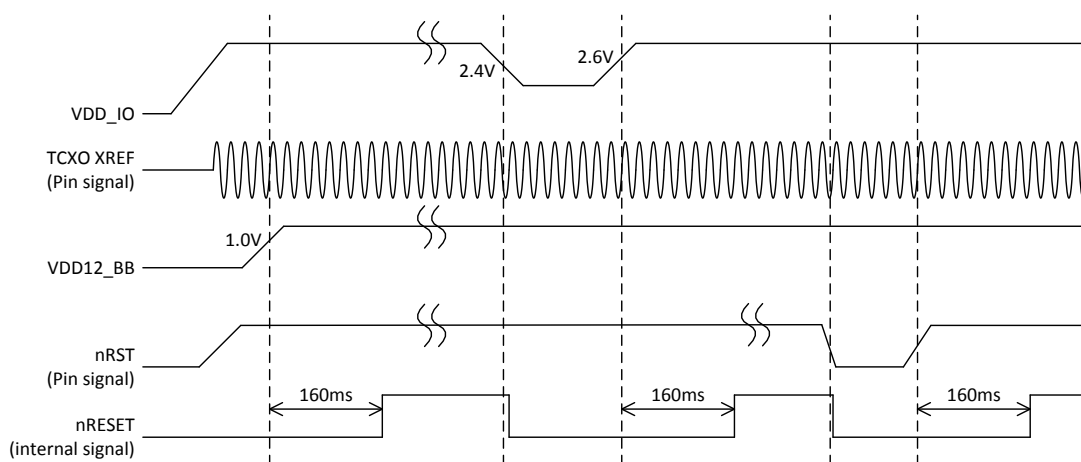 2.4V
2.6V
VDD_IO
TCXO XREF
(Pin signal)
1.0V
VDD12_BB
nRST
(Pin signal)
160ms
160ms
160ms
nRESET
(internal signal)